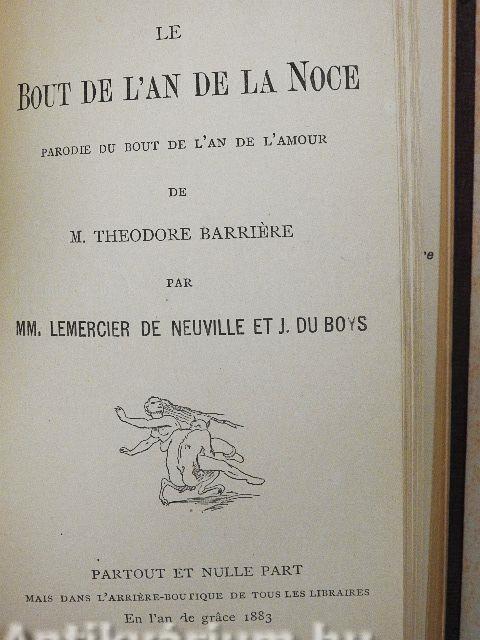 LE
BOUT DE L'AN DE LA NOCE
PARODIE DU BOUT DE L'AN DE L'AMOUR
DE
M. THEODORE BARRIÈRE
PAR
MM. LEMERCIER DE NEUVILLE ET J. DU BOYS
PARTOUT ET NULLE PART
MAIS DANS L'ARRIÈRE-BOUTIQUE DE TOUS LES LIBRAIRES
En l'an de grâce 1883